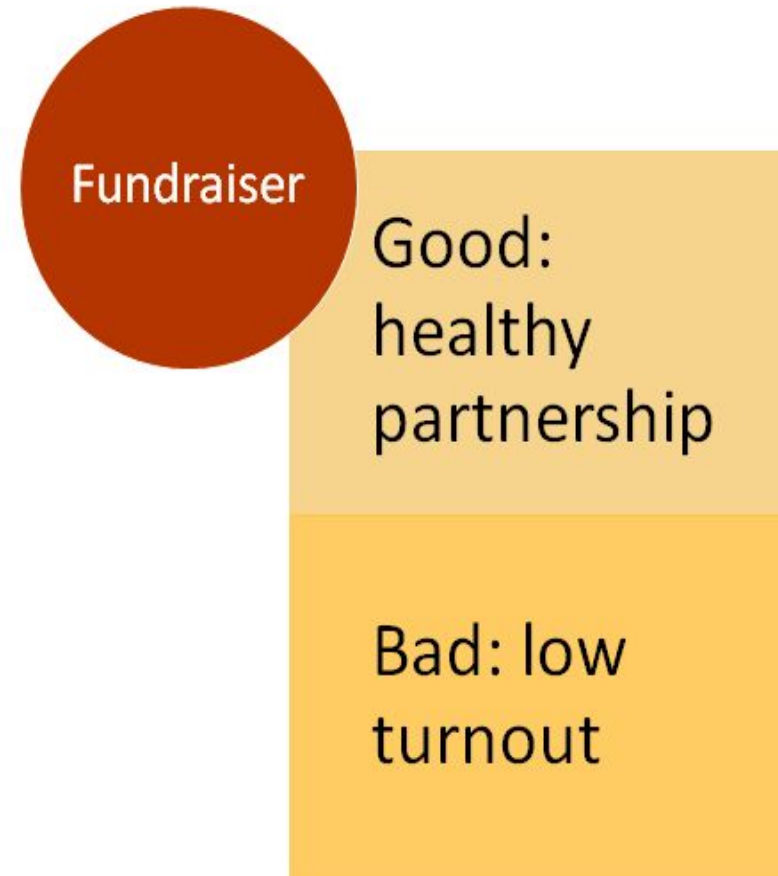 Fundraiser
Good:
healthy
partnership
Bad: low
turnout